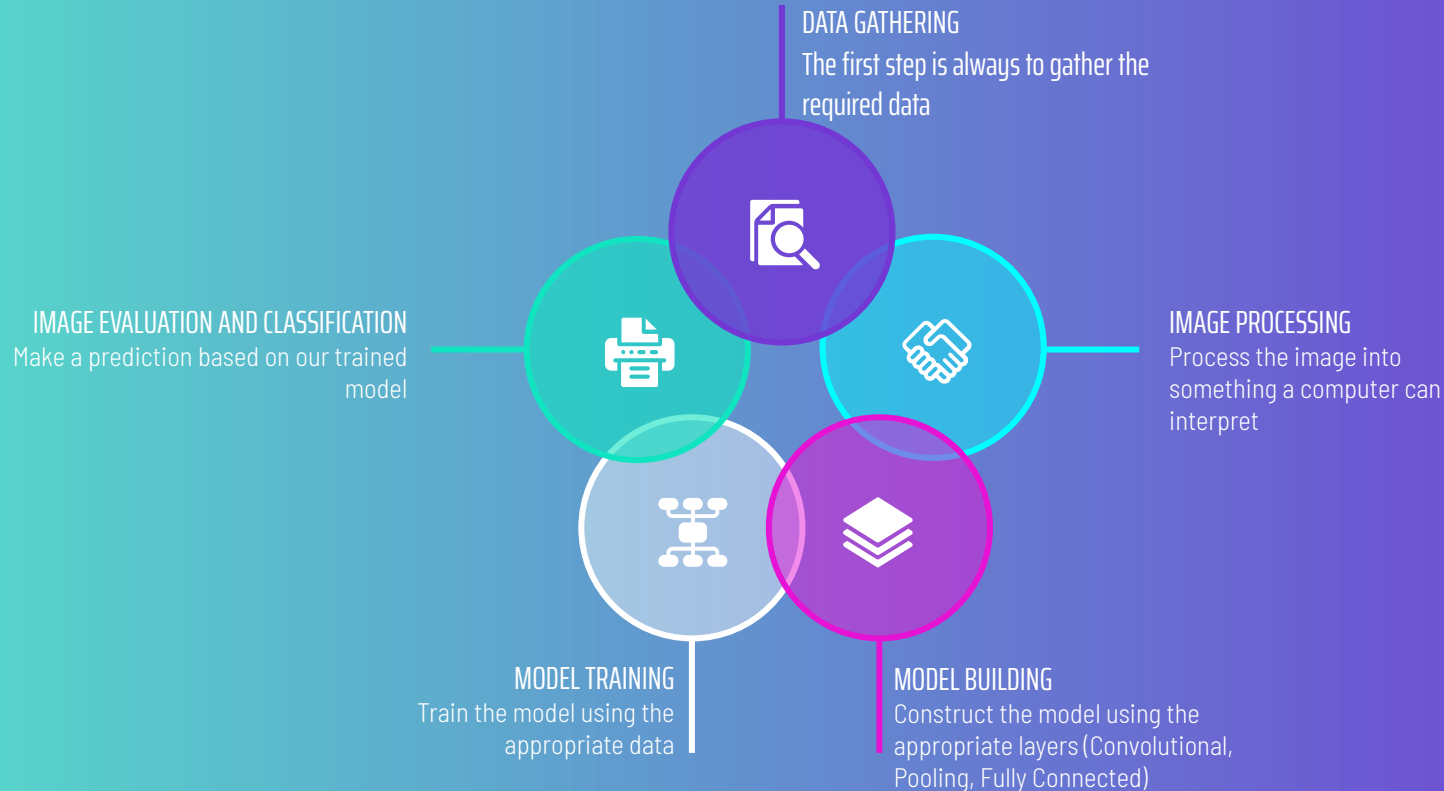 DATA GATHERING
The first step is always to gather the
required data
IMAGE PROCESSING
Process the image into
something a computer can
interpret
MODEL BUILDING
Construct the model using the
appropriate layers (Convolutional,
Pooling, Fully Connected)
MODEL TRAINING
Train the model using the
appropriate data
IMAGE EVALUATION AND CLASSIFICATION
Make a prediction based on our trained
model